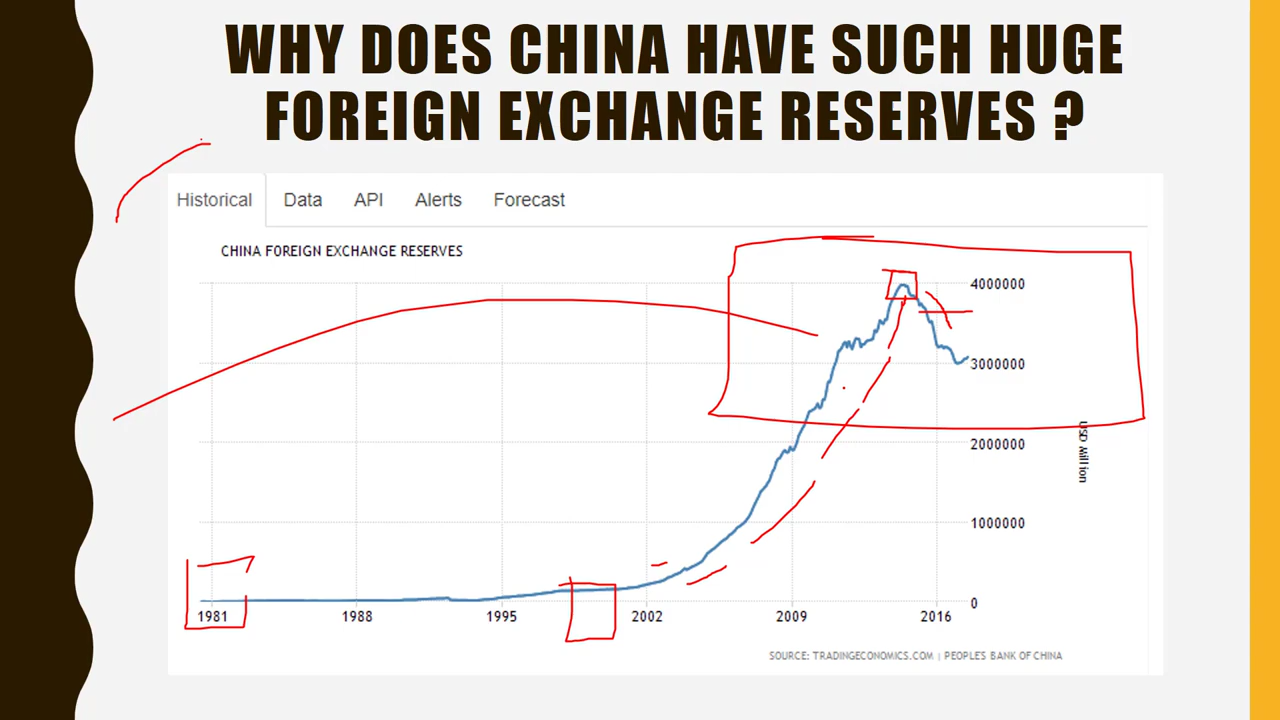 WHY DOES CHINA HAVE SUCH HUGE
FOREIGN EXCHANGE RESERVES ?
Historical Data API Alerts Forecast
CHINA FOREIGN EXCHANGE RESERVES
4000000
3000000
2000000
1000000
0
USD Million
1981 1988 1995 2002 2009 2016
SOURCE: TRADINGECONOMICS.COM | PEOPLES BANK OF CHINA